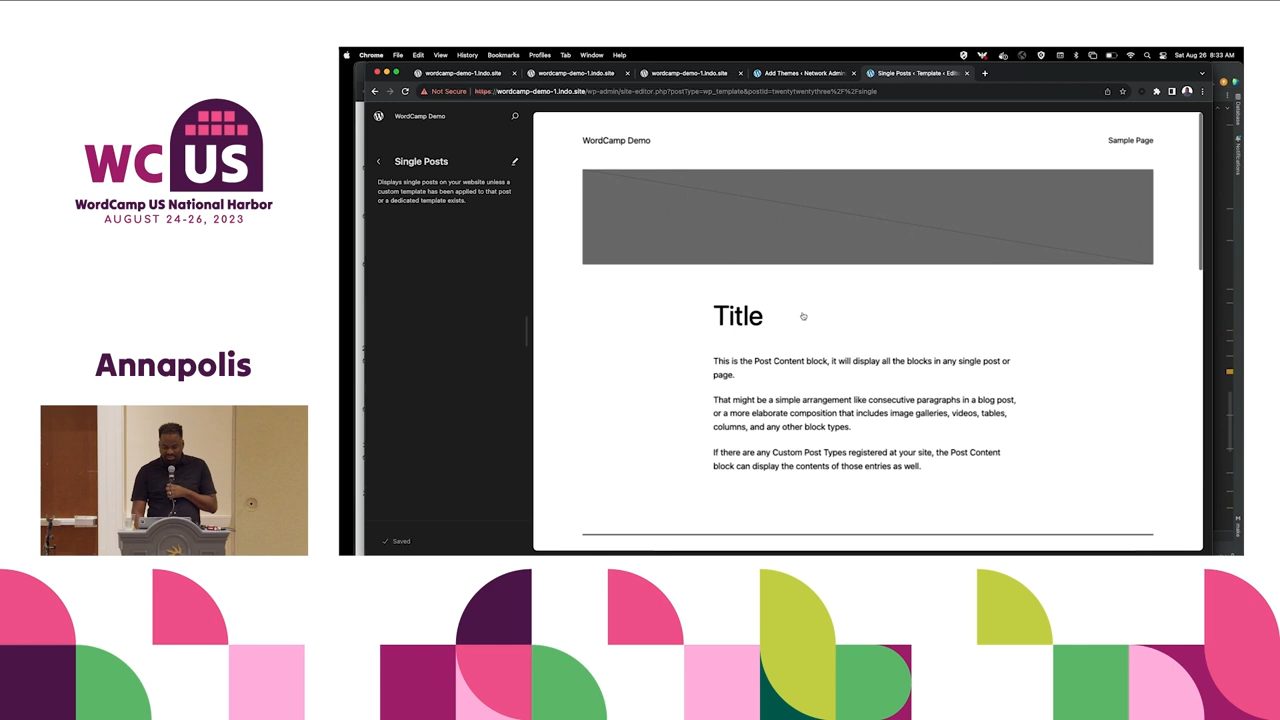 WC US
WordCamp US National Harbor
AUGUST 24-26, 2023
Annapolis
Chrome File Edit View History Bookmarks Profiles Tab Window Help
Sat Aug 26 8:33 AM
wordcamp-demo-1.indo.site
wordcamp-demo-1.indo.site
wordcamp-demo-1.indo.site
Add Themes ‹ Network Admin
Single Posts ‹ Template ‹ Edit
Not Secure https://wordcamp-demo-1.indo.site/wp-admin/site-editor.php?postType=wp_template&postId=twentytwentythree%2F%2Fsingle
WordCamp Demo
Single Posts
Displays single posts on your website unless a
custom template has been applied to that post
or a dedicated template exists.
Saved
WordCamp Demo
Sample Page
Title
This is the Post Content block, it will display all the blocks in any single post or
page.
That might be a simple arrangement like consecutive paragraphs in a blog post,
or a more elaborate composition that includes image galleries, videos, tables,
columns, and any other block types.
If there are any Custom Post Types registered at your site, the Post Content
block can display the contents of those entries as well.
Database
Notifications
make